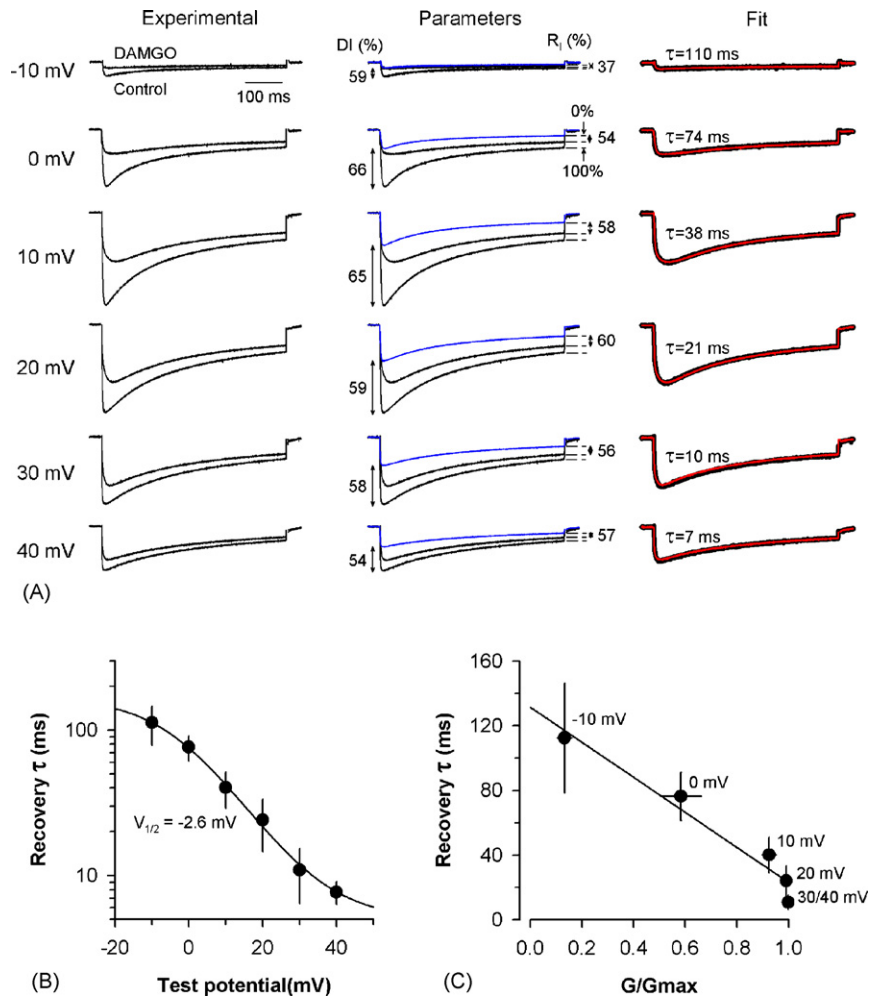 Experimental Parameters Fit
DAMGO
Control
100 ms
DI (%)
R_I (%)
-10 mV
59
37
τ=110 ms
0%
0 mV
66
54
100%
τ=74 ms
10 mV
65
58
τ=38 ms
20 mV
59
60
τ=21 ms
30 mV
58
56
τ=10 ms
40 mV
54
57
τ=7 ms
(A)
Recovery τ (ms)
100
10
V1/2 = -2.6 mV
-20 0 20 40
(B)
Test potential(mV)
Recovery τ (ms)
160
120
80
40
0
-10 mV
0 mV
10 mV
20 mV
30/40 mV
0.0 0.2 0.4 0.6 0.8 1.0
(C)
G/Gmax